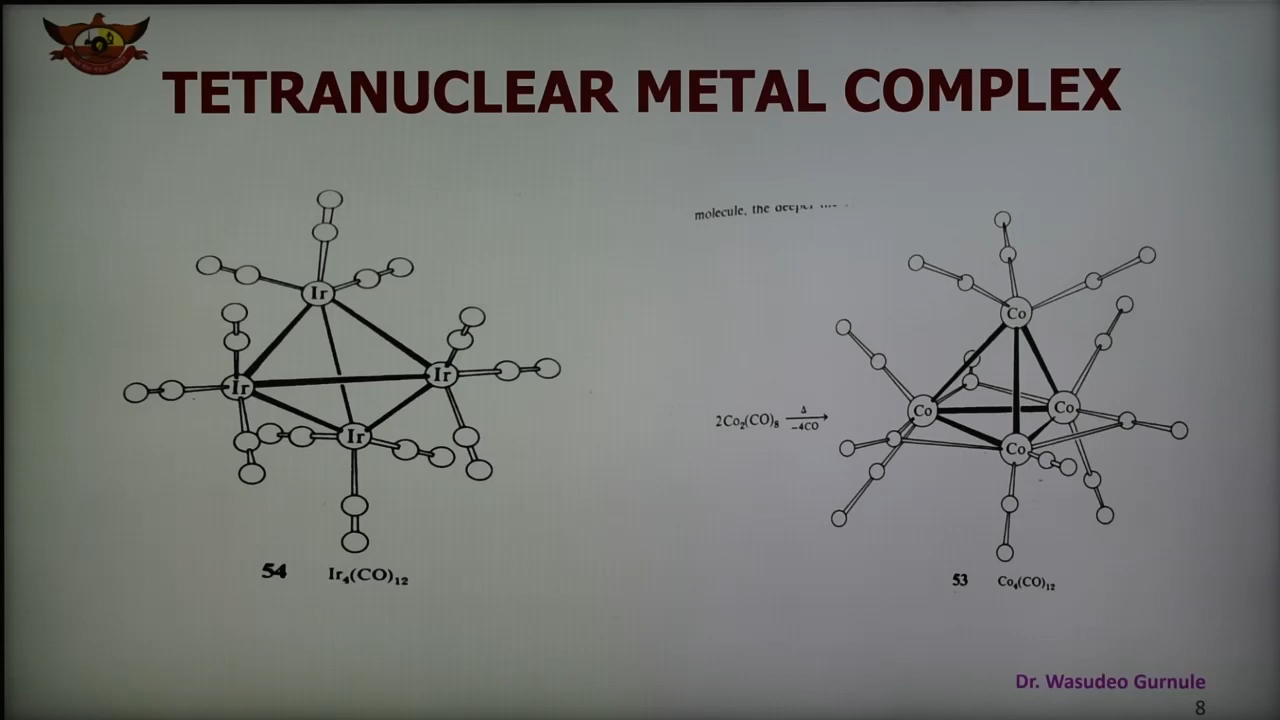 TETRANUCLEAR METAL COMPLEX
molecule, the deeper
Ir
Ir
Ir
Ir
54 Ir₄(CO)₁₂
2Co₂(CO)₈ Δ −4CO →
Co
Co
Co
Co
53 Co₄(CO)₁₂
Dr. Wasudeo Gurnule
8